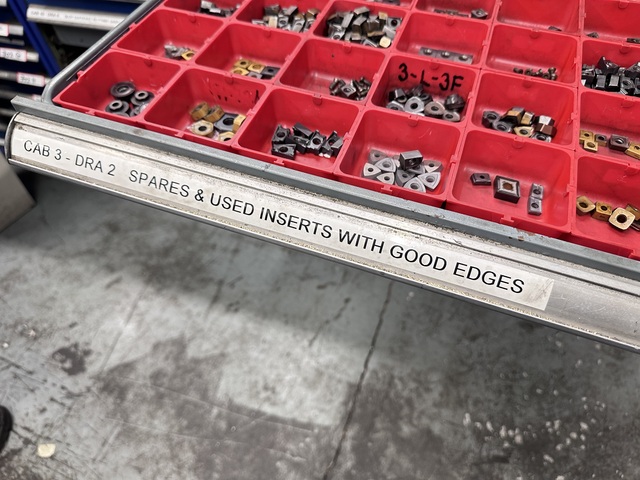 3-L-3F
CAB 3 - DRA 2 SPARES & USED INSERTS WITH GOOD EDGES